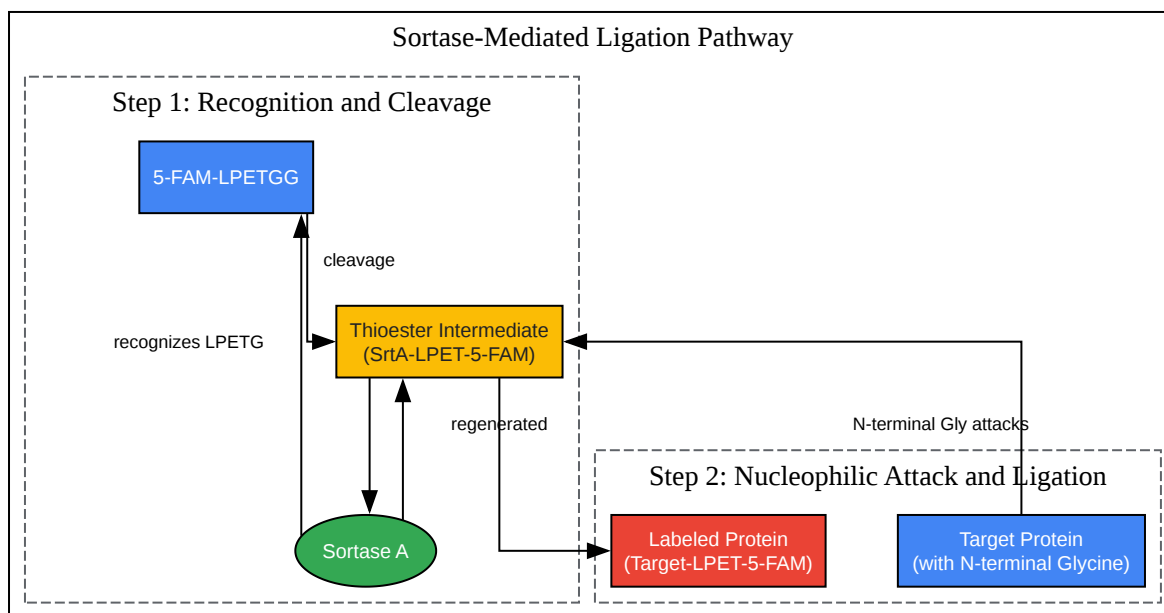 Sortase-Mediated Ligation Pathway
Step 1: Recognition and Cleavage
5-FAM-LPETGG
cleavage
recognizes LPETG
Thioester Intermediate
(SrtA-LPET-5-FAM)
regenerated
N-terminal Gly attacks
Sortase A
Step 2: Nucleophilic Attack and Ligation
Labeled Protein
(Target-LPET-5-FAM)
Target Protein
(with N-terminal Glycine)